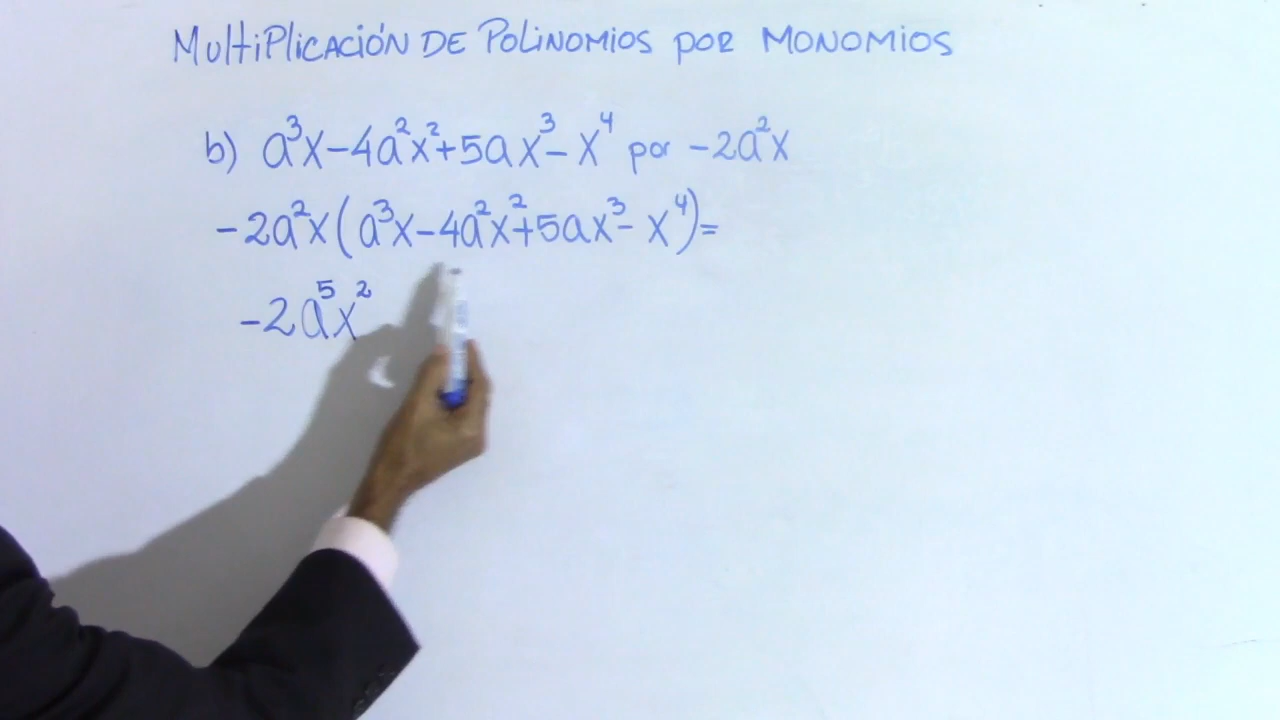 Multiplicación de Polinomios por Monomios
b) a³x-4a²x²+5ax³-x⁴ por -2a²x
-2a²x(a³x-4a²x²+5ax³-x⁴)=
-2a⁵x²